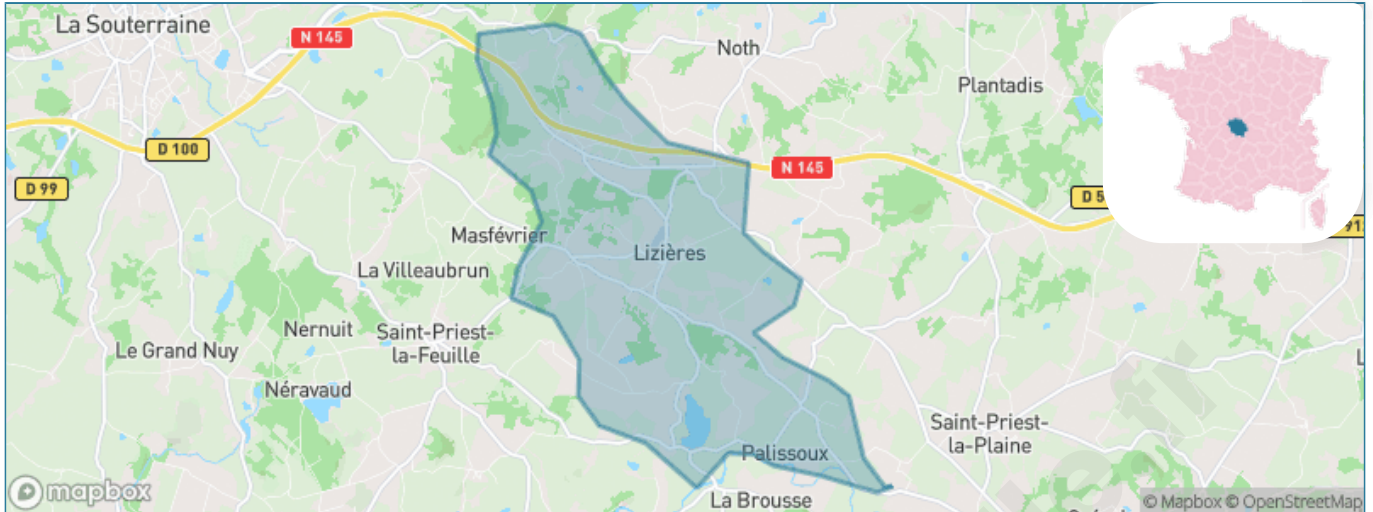 La Souterraine
N 145
Noth
Plantadis
D 100
N 145
D 99
Masfévrier
Lizières
La Villeaubrun
Nernuit
Saint-Priest-
la-Feuille
Le Grand Nuy
Néravaud
Saint-Priest-
la-Plaine
Palissoux
La Brousse
mapbox
© Mapbox © OpenStreetMap